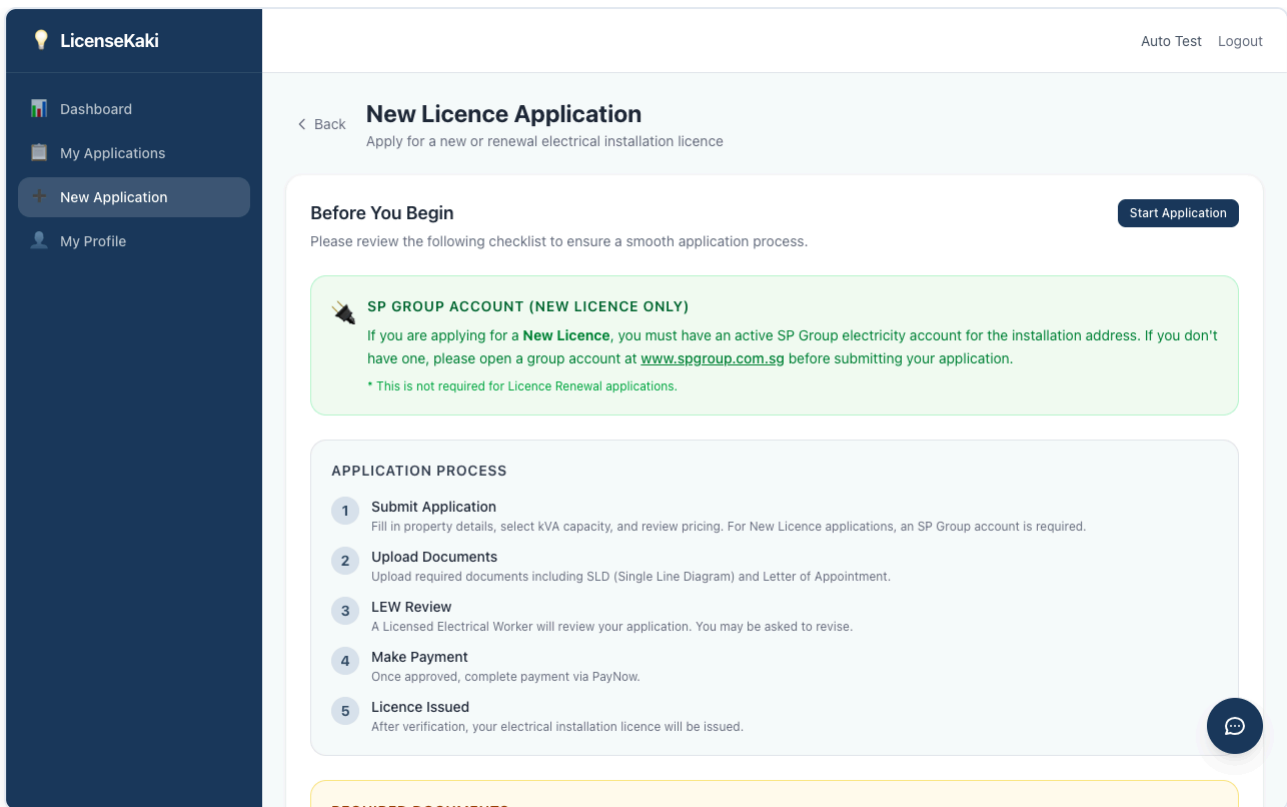 LicenseKaki
Auto Test
Logout
Dashboard
My Applications
New Application
My Profile
Back
New Licence Application
Apply for a new or renewal electrical installation licence
Before You Begin
Start Application
Please review the following checklist to ensure a smooth application process.
SP GROUP ACCOUNT (NEW LICENCE ONLY)
If you are applying for a New Licence, you must have an active SP Group electricity account for the installation address. If you don't
have one, please open a group account at www.spgroup.com.sg before submitting your application.
* This is not required for Licence Renewal applications.
APPLICATION PROCESS
1 Submit Application
Fill in property details, select kVA capacity, and review pricing. For New Licence applications, an SP Group account is required.
2 Upload Documents
Upload required documents including SLD (Single Line Diagram) and Letter of Appointment.
3 LEW Review
A Licensed Electrical Worker will review your application. You may be asked to revise.
4 Make Payment
Once approved, complete payment via PayNow.
5 Licence Issued
After verification, your electrical installation licence will be issued.